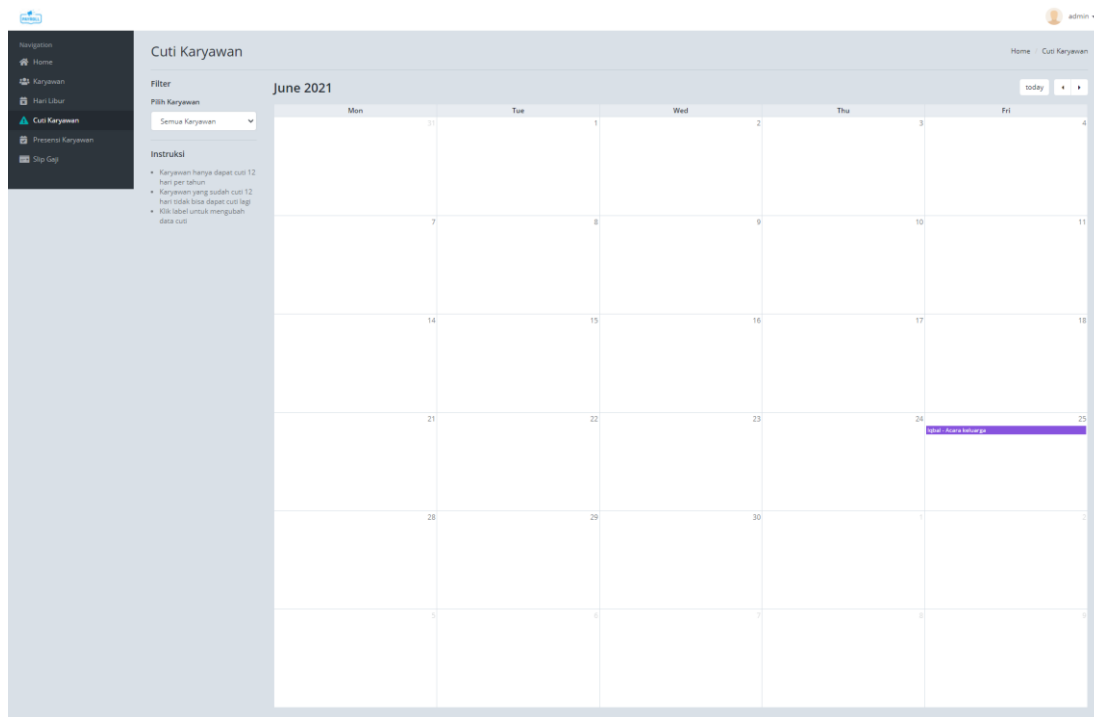 PAYROLL
admin
Navigation
Home
Karyawan
Hari Libur
Cuti Karyawan
Presensi Karyawan
Slip Gaji
Cuti Karyawan
Home / Cuti Karyawan
Filter
Pilih Karyawan
Semua Karyawan
Instruksi
Karyawan hanya dapat cuti 12
hari per tahun
Karyawan yang sudah cuti 12
hari tidak bisa dapat cuti lagi
Klik label untuk mengubah
data cuti
June 2021
today
Mon Tue Wed Thu Fri
31 1 2 3 4
7 8 9 10 11
14 15 16 17 18
21 22 23 24 25
Iqbal - Acara keluarga
28 29 30 1 2
5 6 7 8 9